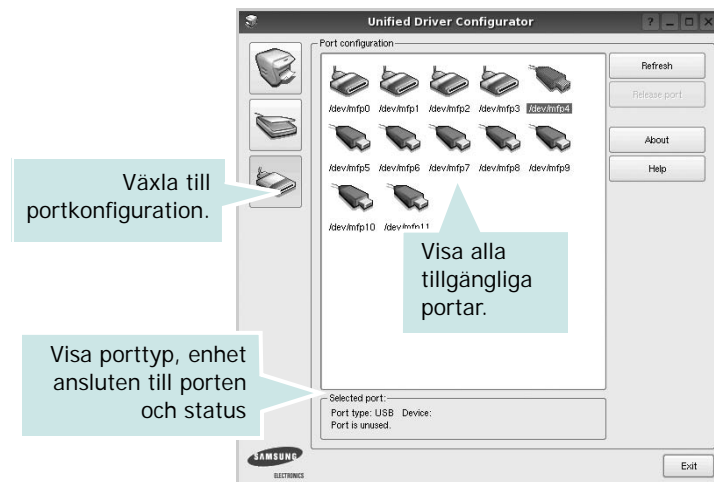 Unified Driver Configurator
Port configuration
/dev/mfp0 /dev/mfp1 /dev/mfp2 /dev/mfp3 /dev/mfp4
/dev/mfp5 /dev/mfp6 /dev/mfp7 /dev/mfp8 /dev/mfp9
/dev/mfp10 /dev/mfp11
Refresh
Release port
About
Help
Växla till
portkonfiguration.
Visa alla
tillgängliga
portar.
Visa porttyp, enhet
ansluten till porten
och status
Selected port:
Port type: USB Device:
Port is unused.
SAMSUNG
ELECTRONICS
Exit